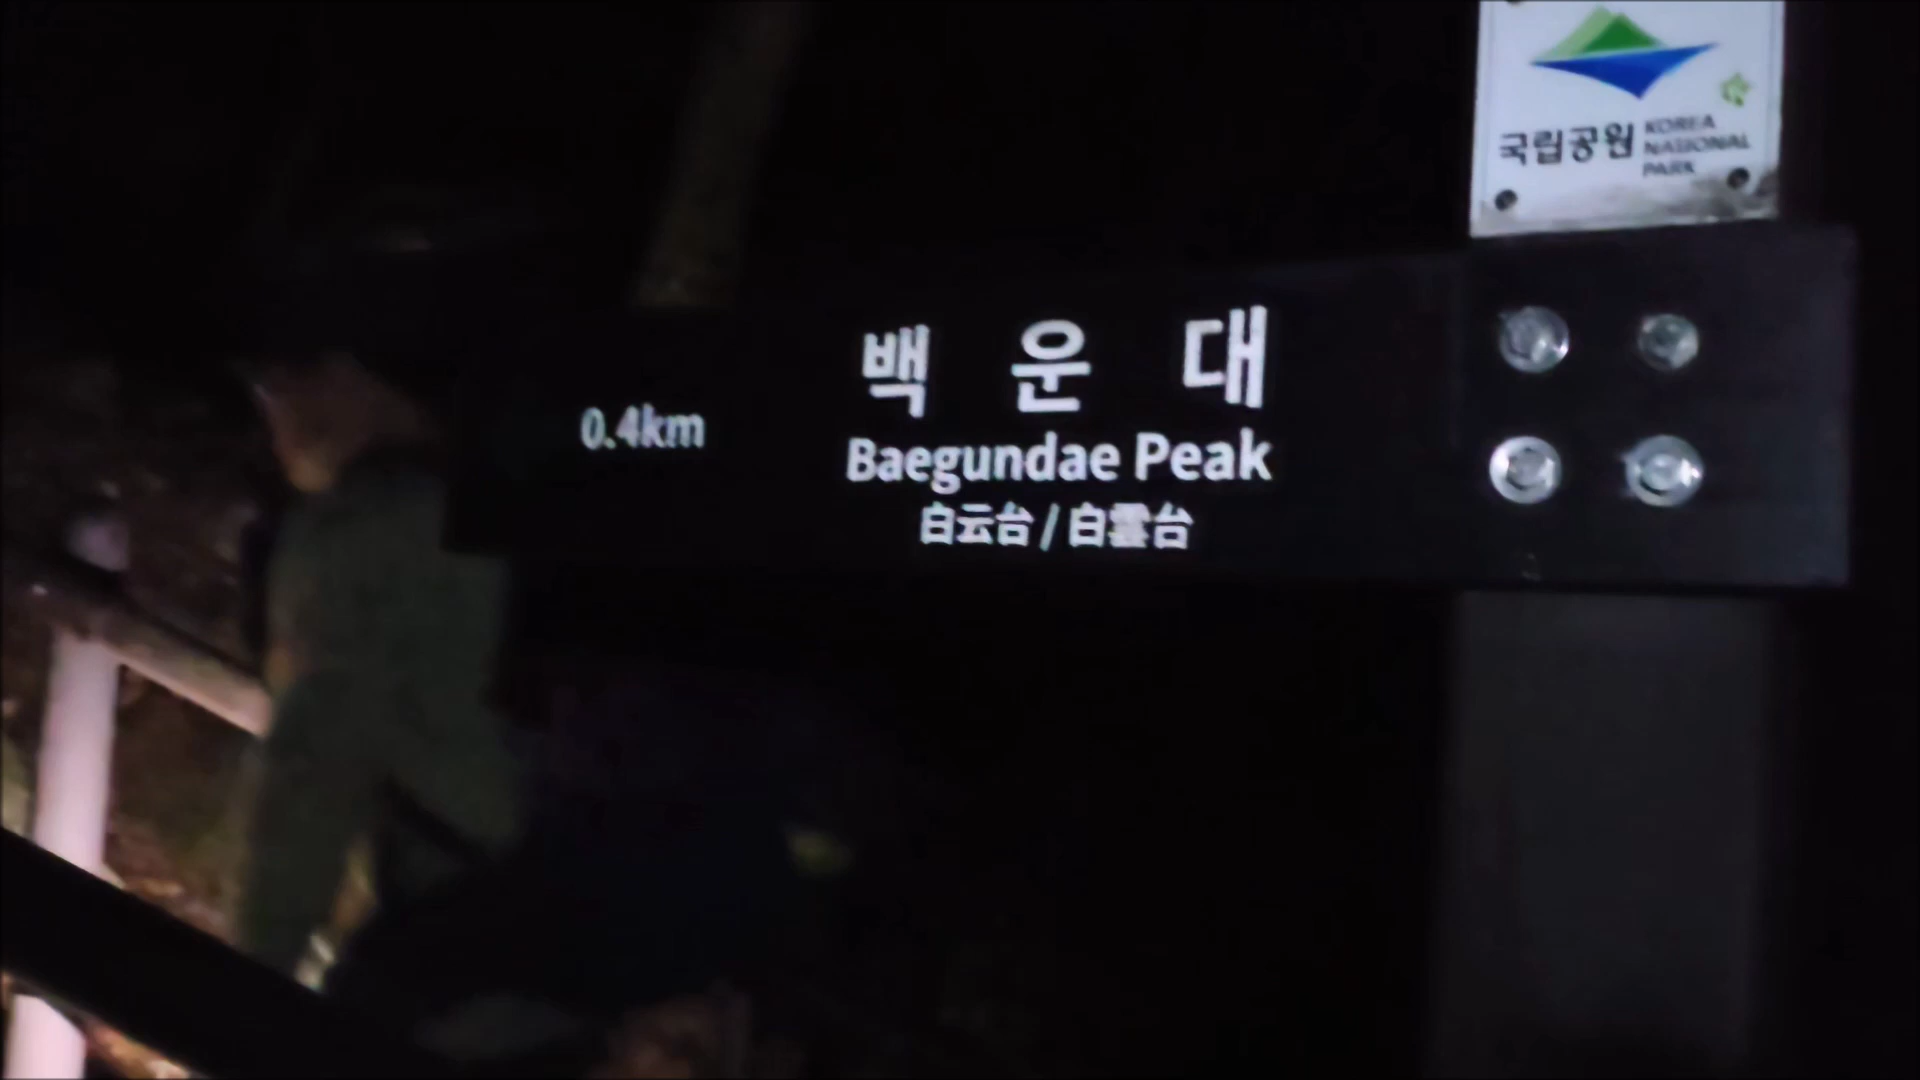 국립공원
KOREA
NATIONAL
PARK
0.4km
백 운 대
Baegundae Peak
白云台 / 白雲台